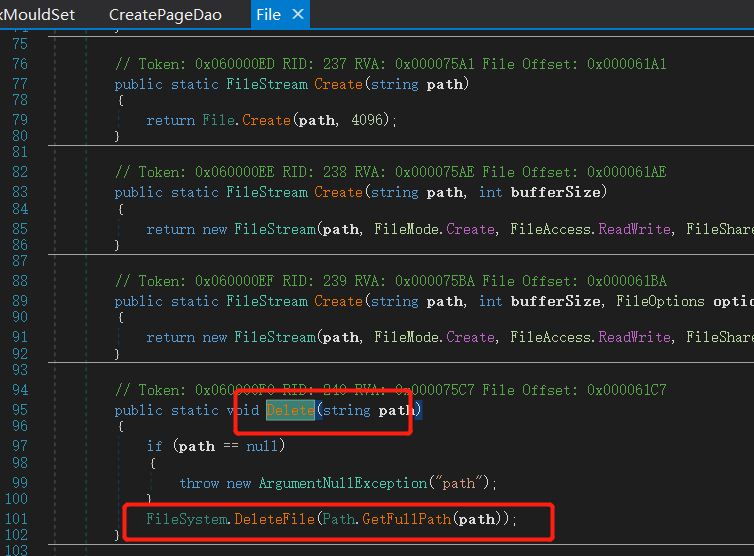 xMouldSet CreatePageDao File ✕
75
76 // Token: 0x060000ED RID: 237 RVA: 0x000075A1 File Offset: 0x000061A1
77 public static FileStream Create(string path)
78 {
79 return File.Create(path, 4096);
80 }
81
82 // Token: 0x060000EE RID: 238 RVA: 0x000075AE File Offset: 0x000061AE
83 public static FileStream Create(string path, int bufferSize)
84 {
85 return new FileStream(path, FileMode.Create, FileAccess.ReadWrite, FileShare
86 }
87
88 // Token: 0x060000EF RID: 239 RVA: 0x000075BA File Offset: 0x000061BA
89 public static FileStream Create(string path, int bufferSize, FileOptions optio
90 {
91 return new FileStream(path, FileMode.Create, FileAccess.ReadWrite, FileShare
92 }
93
94 // Token: 0x060000F0 RID: 240 RVA: 0x000075C7 File Offset: 0x000061C7
95 public static void Delete(string path)
96 {
97 if (path == null)
98 {
99 throw new ArgumentNullException("path");
100 }
101 FileSystem.DeleteFile(Path.GetFullPath(path));
102 }
103